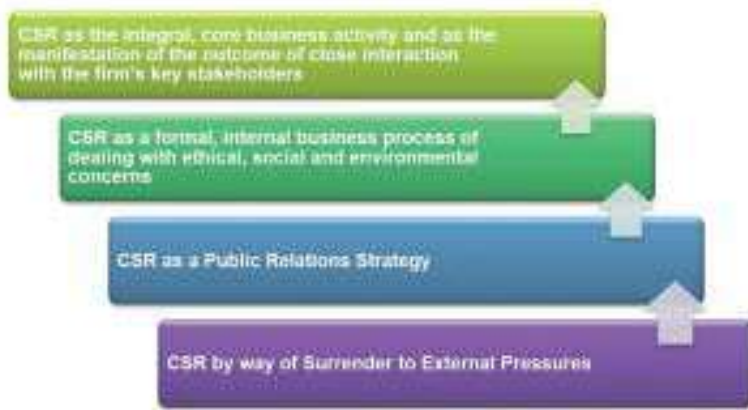 CSR as the integral, core business activity and as the
manifestation of the outcome of close interaction
with the firm's key stakeholders
CSR as a formal, internal business process of
dealing with ethical, social and environmental
concerns
CSR as a Public Relations Strategy
CSR by way of Surrender to External Pressures